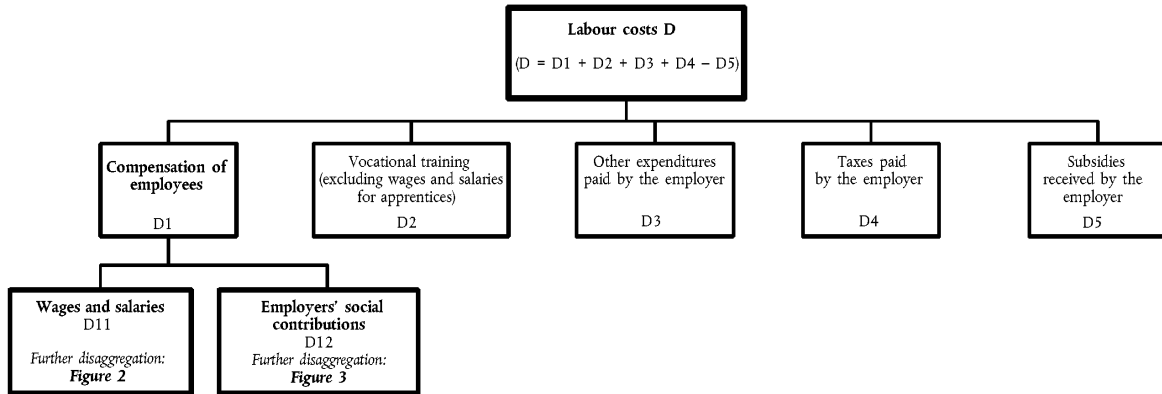 Labour costs D
(D = D1 + D2 + D3 + D4 – D5)
Compensation of
employees
D1
Vocational training
(excluding wages and salaries
for apprentices)
D2
Other expenditures
paid by the employer
D3
Taxes paid
by the employer
D4
Subsidies
received by the
employer
D5
Wages and salaries
D11
Further disaggregation:
Figure 2
Employers' social
contributions
D12
Further disaggregation:
Figure 3